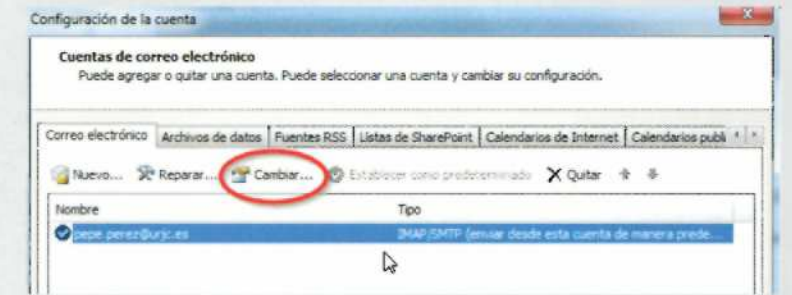 Configuración de la cuenta
Cuentas de correo electrónico
Puede agregar o quitar una cuenta. Puede seleccionar una cuenta y cambiar su configuración.
Correo electrónico Archivos de datos Fuentes RSS Listas de SharePoint Calendarios de Internet Calendarios publi
Nuevo... Reparar... Cambiar... Establecer como predeterminado Quitar
Nombre Tipo
pepe.perez@urjc.es IMAP/SMTP (enviar desde esta cuenta de manera prede...